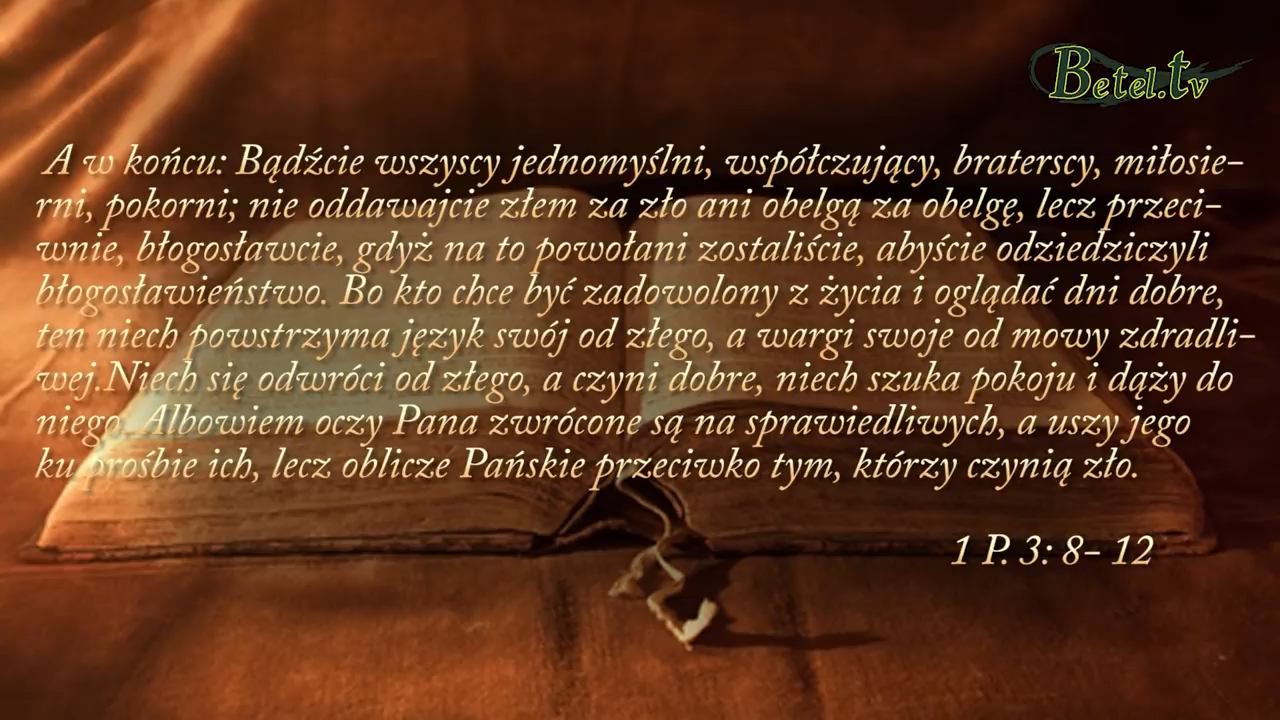 Betel.tv
A w końcu: Bądźcie wszyscy jednomyślni, współczujący, braterscy, miłosie-
rni, pokorni; nie oddawajcie złem za zło ani obelgą za obelgę, lecz przeci-
wnie, błogosławcie, gdyż na to powołani zostaliście, abyście odziedziczyli
błogosławieństwo. Bo kto chce być zadowolony z życia i oglądać dni dobre,
ten niech powstrzyma język swój od złego, a wargi swoje od mowy zdradli-
wej.Niech się odwróci od złego, a czyni dobre, niech szuka pokoju i dąży do
niego. Albowiem oczy Pana zwrócone są na sprawiedliwych, a uszy jego
ku prośbie ich, lecz oblicze Pańskie przeciwko tym, którzy czynią zło.
1 P. 3: 8- 12